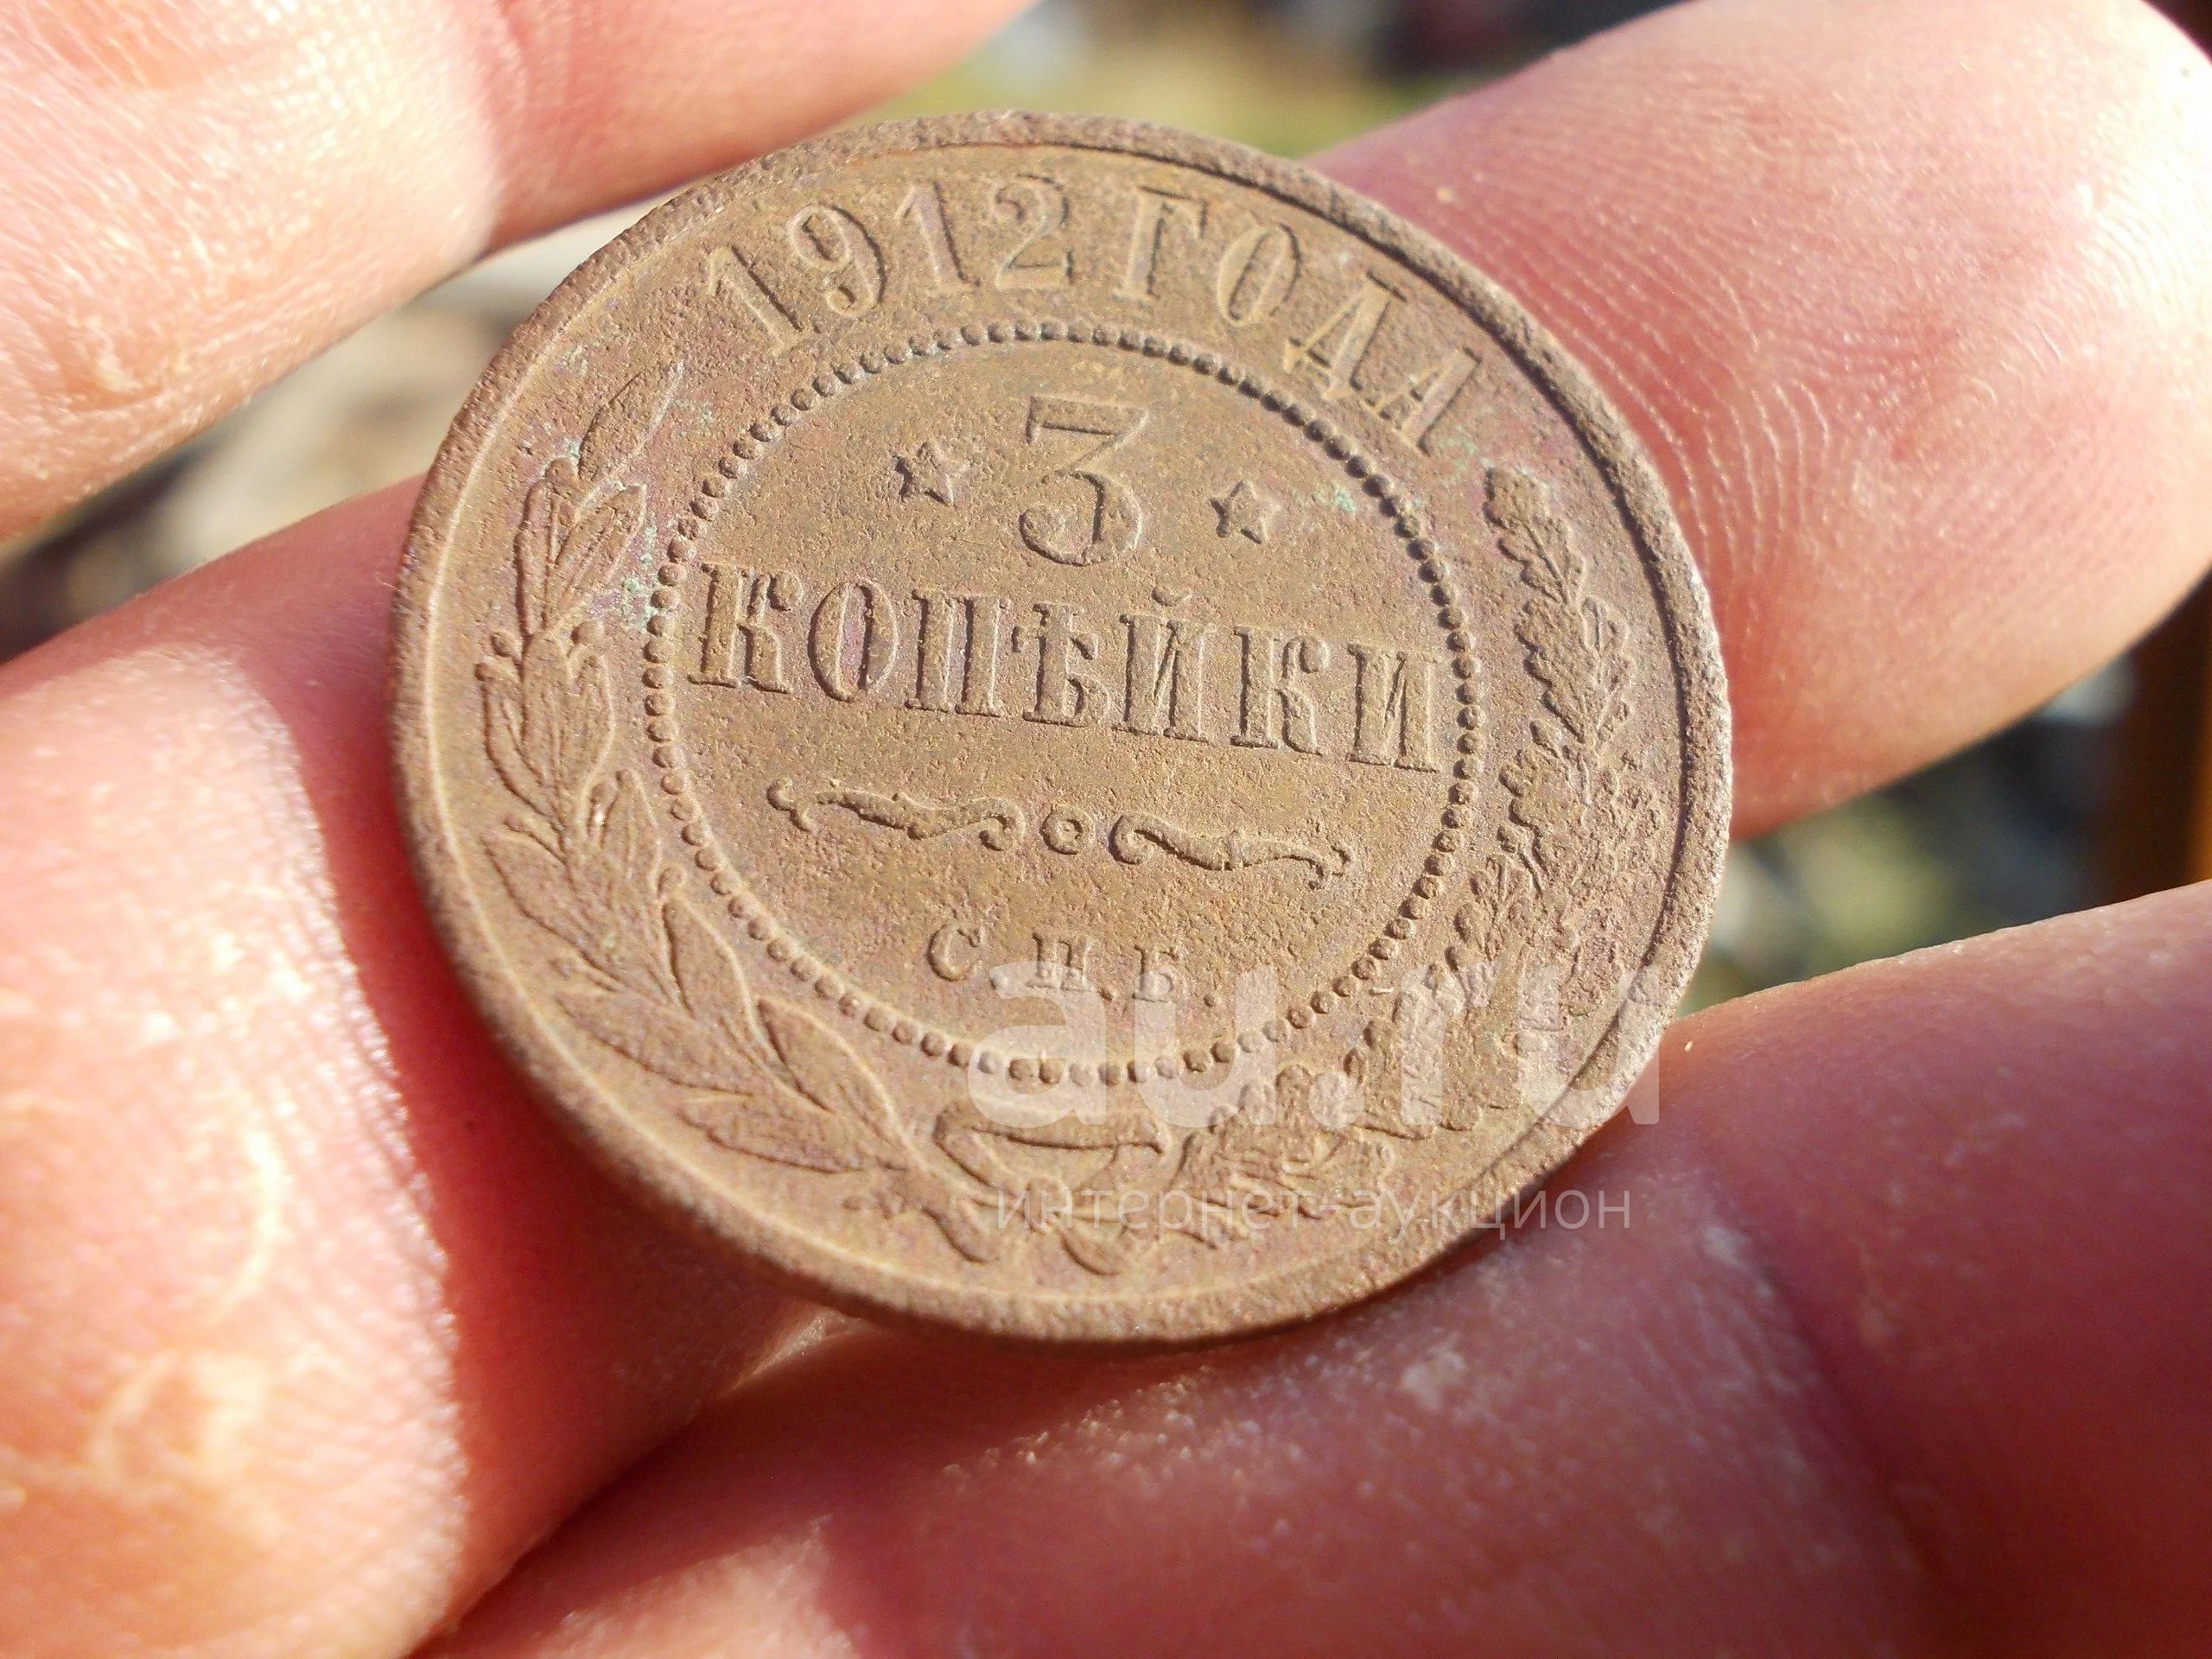 1912 ГОДА
3
КОПѢЙКИ
С.П.Б.
au.ru
интернет-аукцион